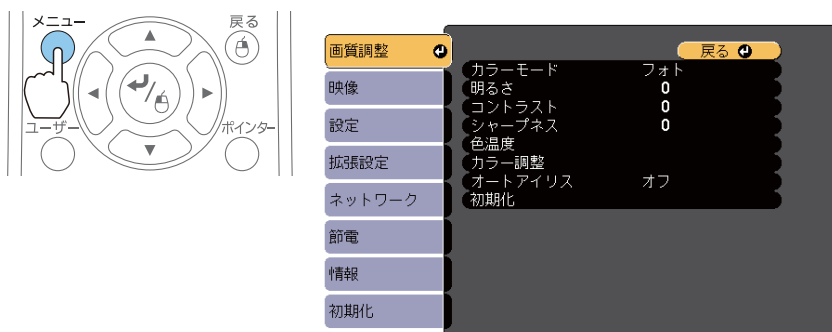 メニュー
戻る
ユーザー
ポインター
画質調整
映像
設定
拡張設定
ネットワーク
節電
情報
初期化
戻る
カラーモード フォト
明るさ 0
コントラスト 0
シャープネス 0
色温度
カラー調整
オートアイリス オフ
初期化